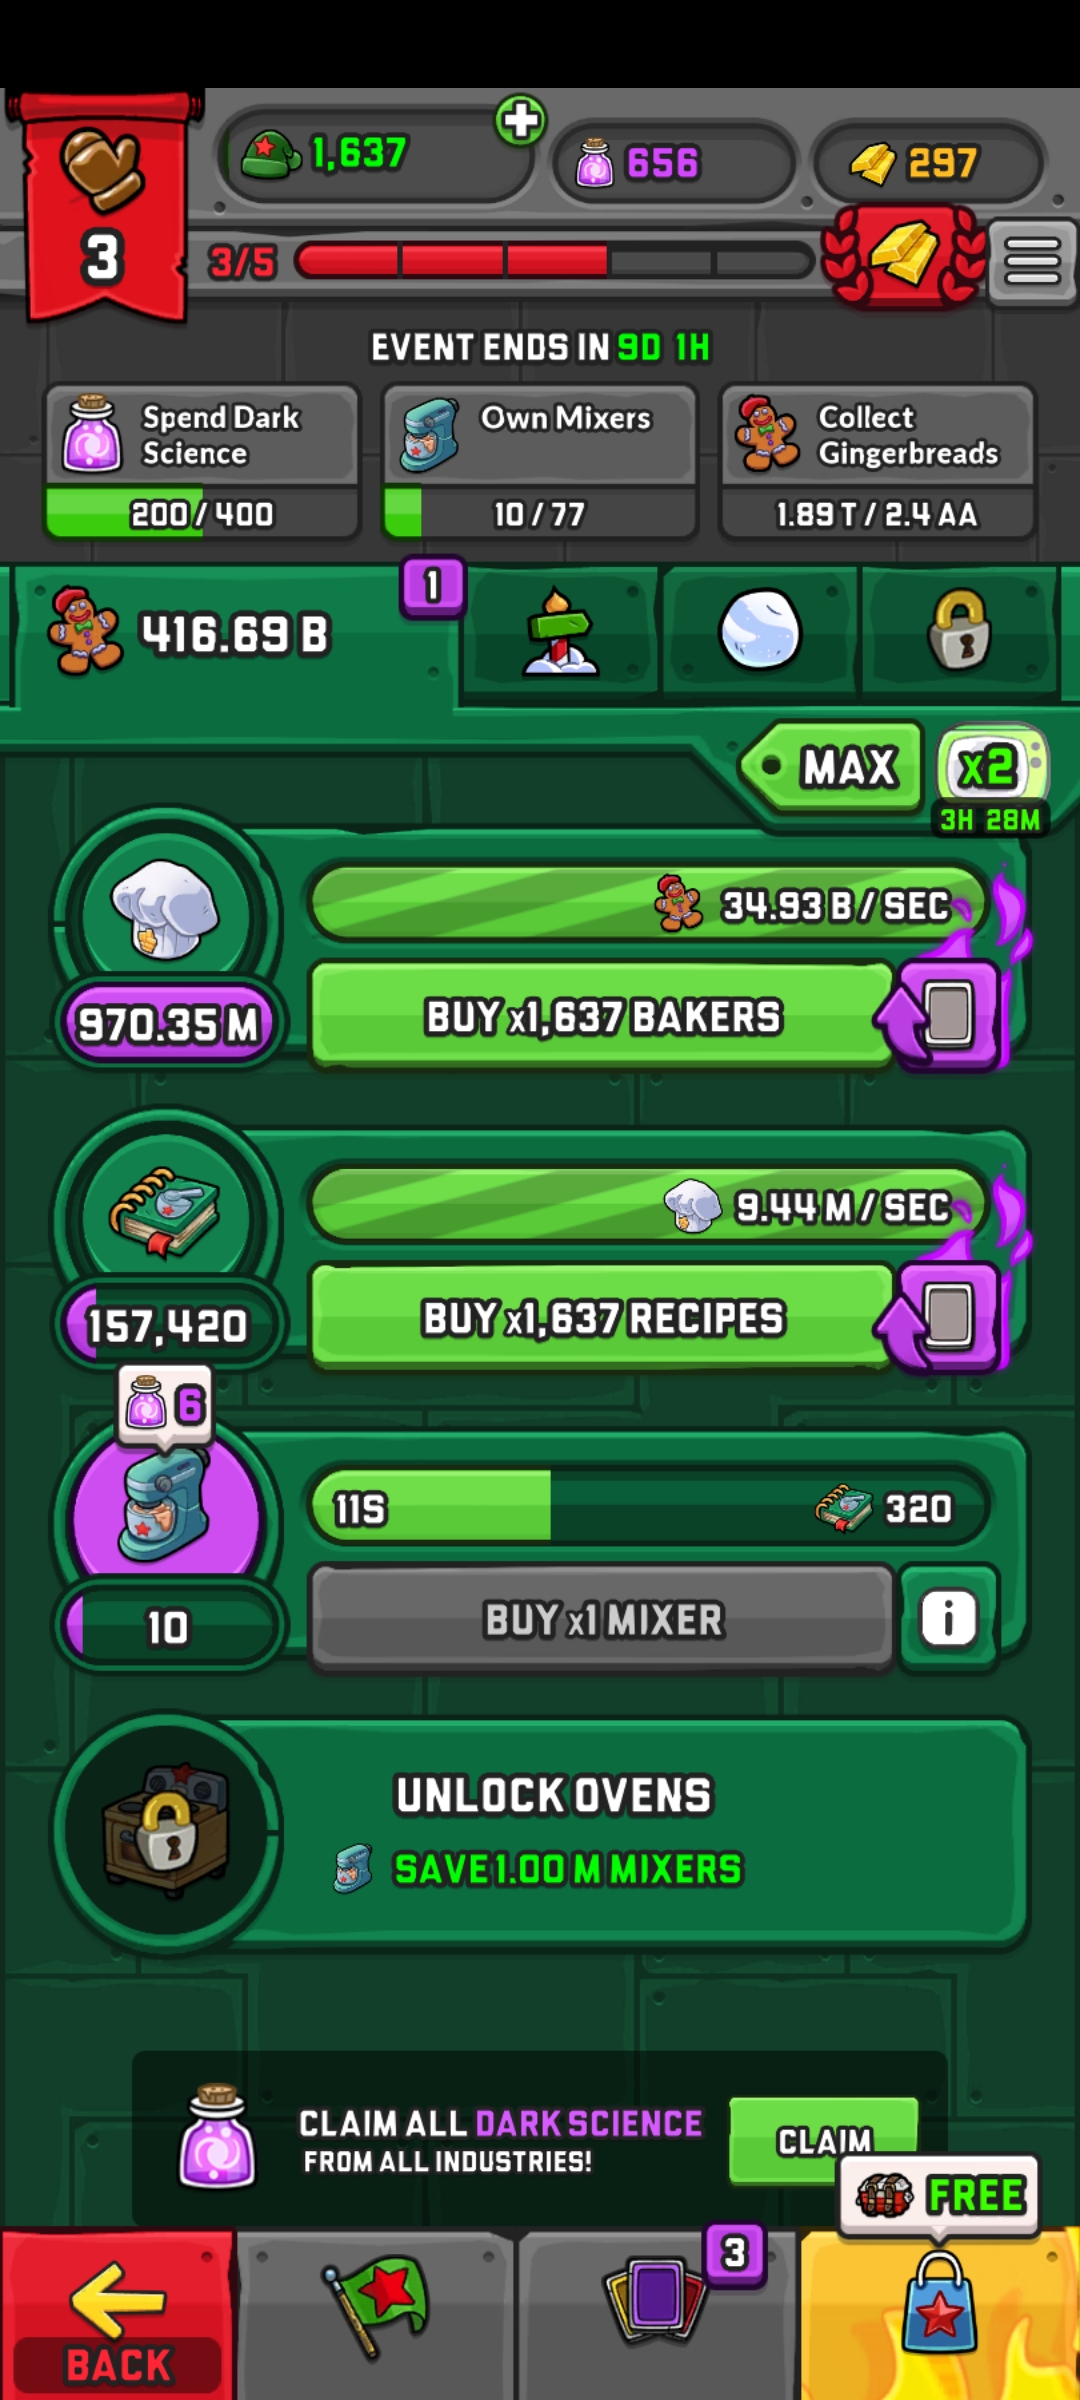 1,637
656
297
3
3/5
EVENT ENDS IN 9D 1H
Spend Dark
Science
200 / 400
Own Mixers
10 / 77
Collect
Gingerbreads
1.89 T / 2.4 AA
416.69 B
1
MAX
x2
3H 28M
34.93 B / SEC
970.35 M
BUY x1,637 BAKERS
9.44 M / SEC
157,420
BUY x1,637 RECIPES
6
11S
320
10
BUY x1 MIXER
i
UNLOCK OVENS
SAVE 1.00 M MIXERS
CLAIM ALL DARK SCIENCE
FROM ALL INDUSTRIES!
CLAIM
FREE
3
BACK